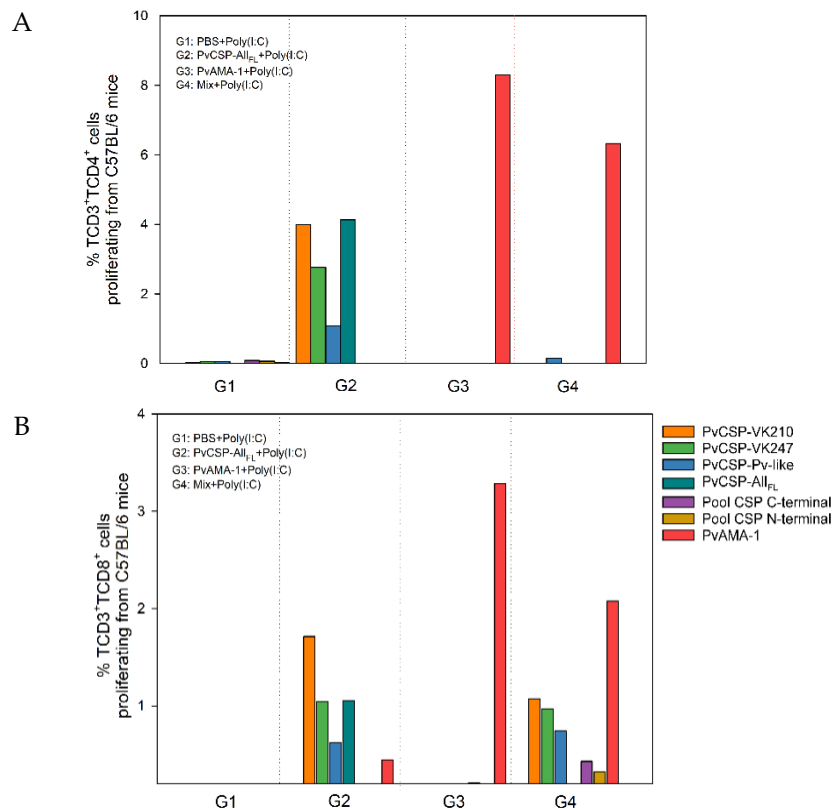 A
10
8
6
4
2
0
% TCD3⁺TCD4⁺ cells
proliferating from C57BL/6 mice
G1: PBS+Poly(I:C)
G2: PvCSP-All_FL+Poly(I:C)
G3: PvAMA-1+Poly(I:C)
G4: Mix+Poly(I:C)
G1 G2 G3 G4
B
4
3
2
1
% TCD3⁺TCD8⁺ cells
proliferating from C57BL/6 mice
G1: PBS+Poly(I:C)
G2: PvCSP-All_FL+Poly(I:C)
G3: PvAMA-1+Poly(I:C)
G4: Mix+Poly(I:C)
G1 G2 G3 G4
PvCSP-VK210
PvCSP-VK247
PvCSP-Pv-like
PvCSP-All_FL
Pool CSP C-terminal
Pool CSP N-terminal
PvAMA-1